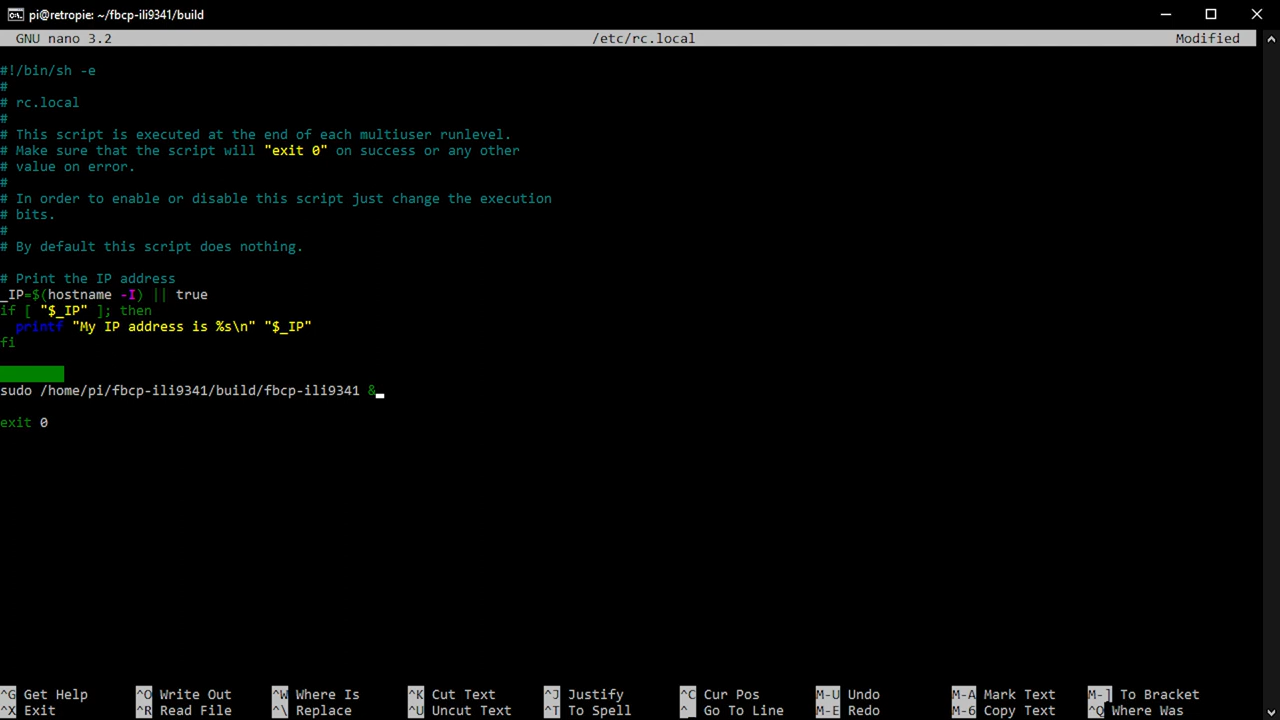 pi@retropie: ~/fbcp-ili9341/build
GNU nano 3.2 /etc/rc.local Modified
#!/bin/sh -e
#
# rc.local
#
# This script is executed at the end of each multiuser runlevel.
# Make sure that the script will "exit 0" on success or any other
# value on error.
#
# In order to enable or disable this script just change the execution
# bits.
#
# By default this script does nothing.
# Print the IP address
_IP=$(hostname -I) || true
if [ "$_IP" ]; then
printf "My IP address is %s\n" "$_IP"
fi
sudo /home/pi/fbcp-ili9341/build/fbcp-ili9341 &
exit 0
^G Get Help ^O Write Out ^W Where Is ^K Cut Text ^J Justify ^C Cur Pos M-U Undo M-A Mark Text M-] To Bracket
^X Exit ^R Read File ^\ Replace ^U Uncut Text ^T To Spell ^_ Go To Line M-E Redo M-6 Copy Text ^Q Where Was